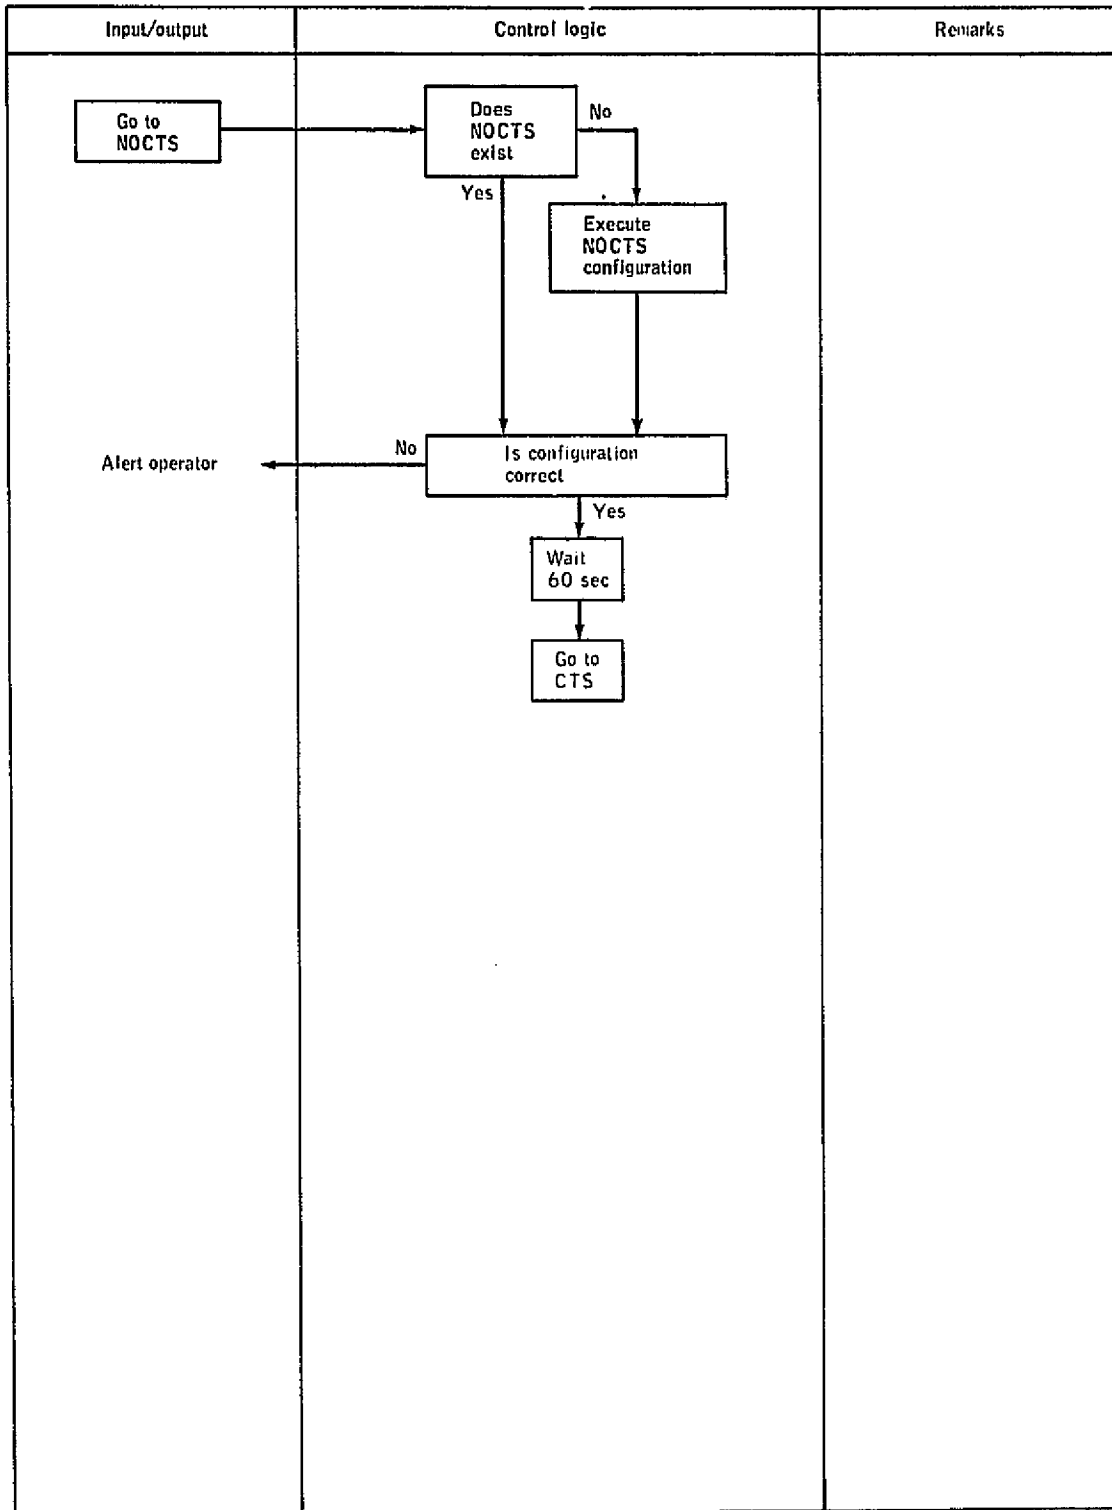 Input/output
Control logic
Remarks
Go to
NOCTS
Does
NOCTS
exist
No
Yes
Execute
NOCTS
configuration
Is configuration
correct
No
Alert operator
Yes
Wait
60 sec
Go to
CTS